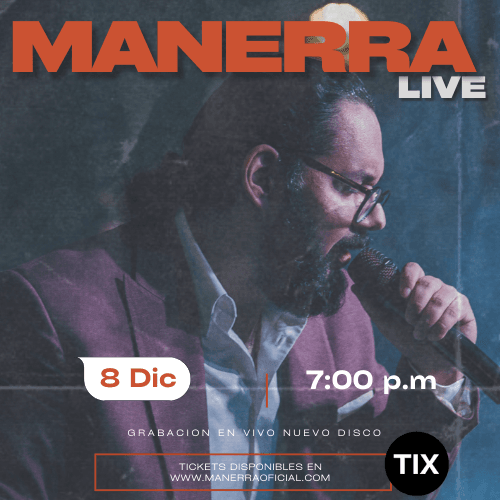 MANERRA
LIVE
8 Dic
7:00 p.m
GRABACION EN VIVO NUEVO DISCO
TICKETS DISPONIBLES EN
WWW.MANERRAOFICIAL.COM
TIX